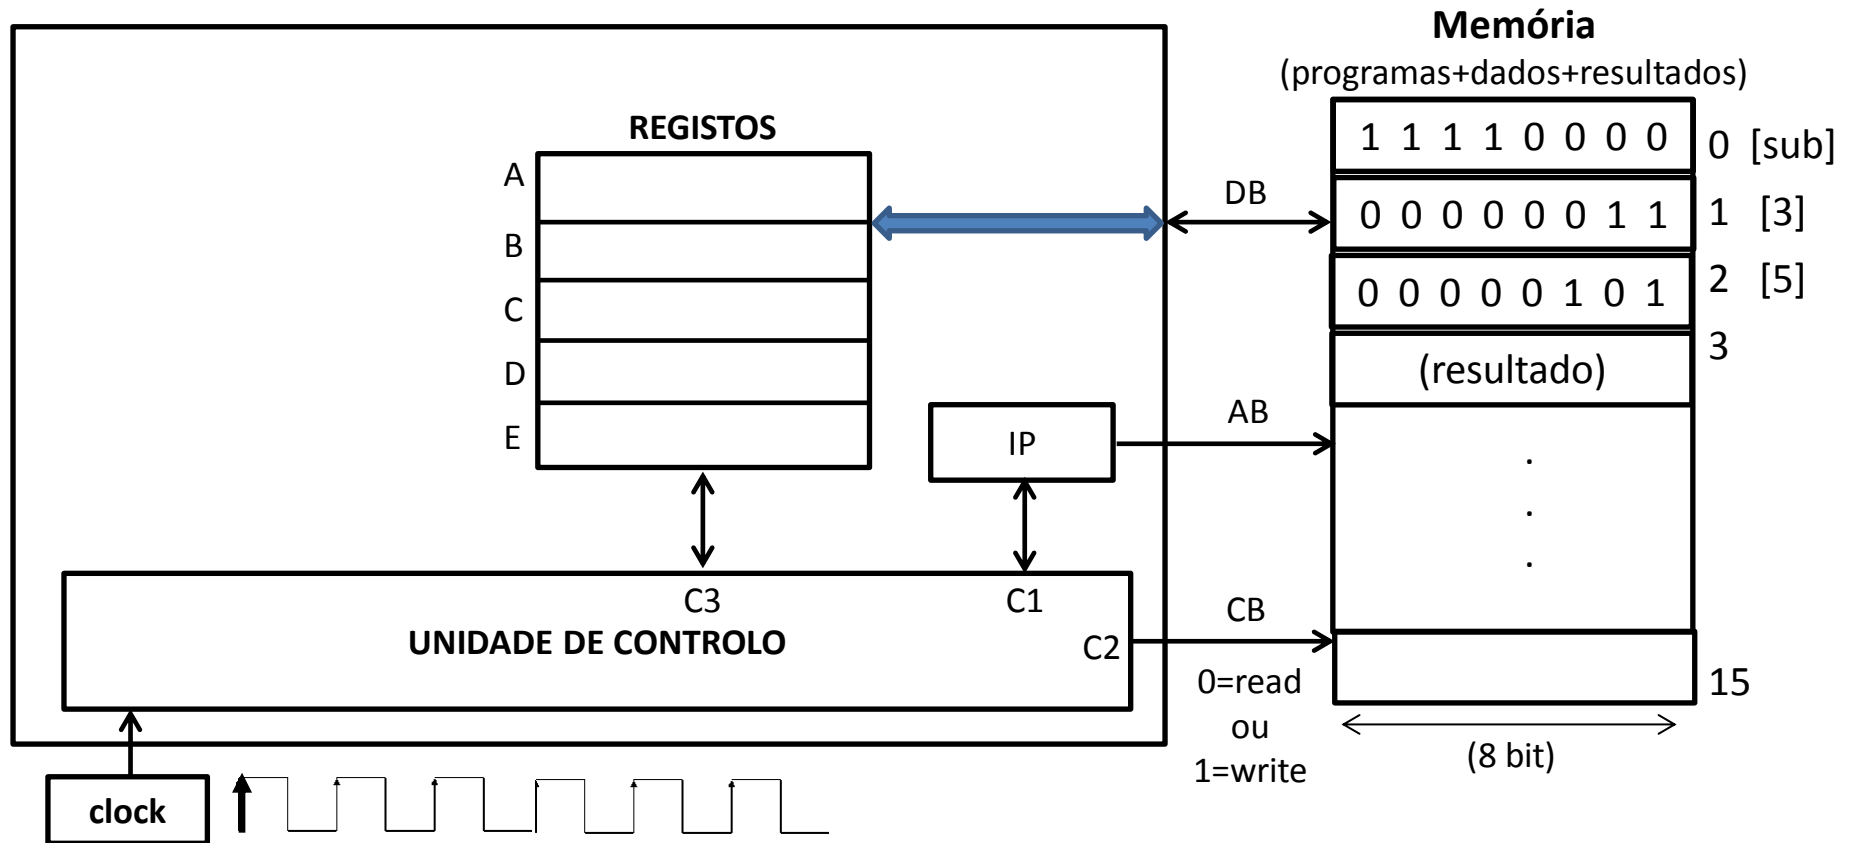 Memória
(programas+dados+resultados)
REGISTOS
A
B
C
D
E
IP
DB
AB
CB
1 1 1 1 0 0 0 0 0 [sub]
0 0 0 0 0 0 1 1 1 [3]
0 0 0 0 0 1 0 1 2 [5]
(resultado) 3
.
.
.
15
(8 bit)
C3 C1
UNIDADE DE CONTROLO C2
0=read
ou
1=write
clock